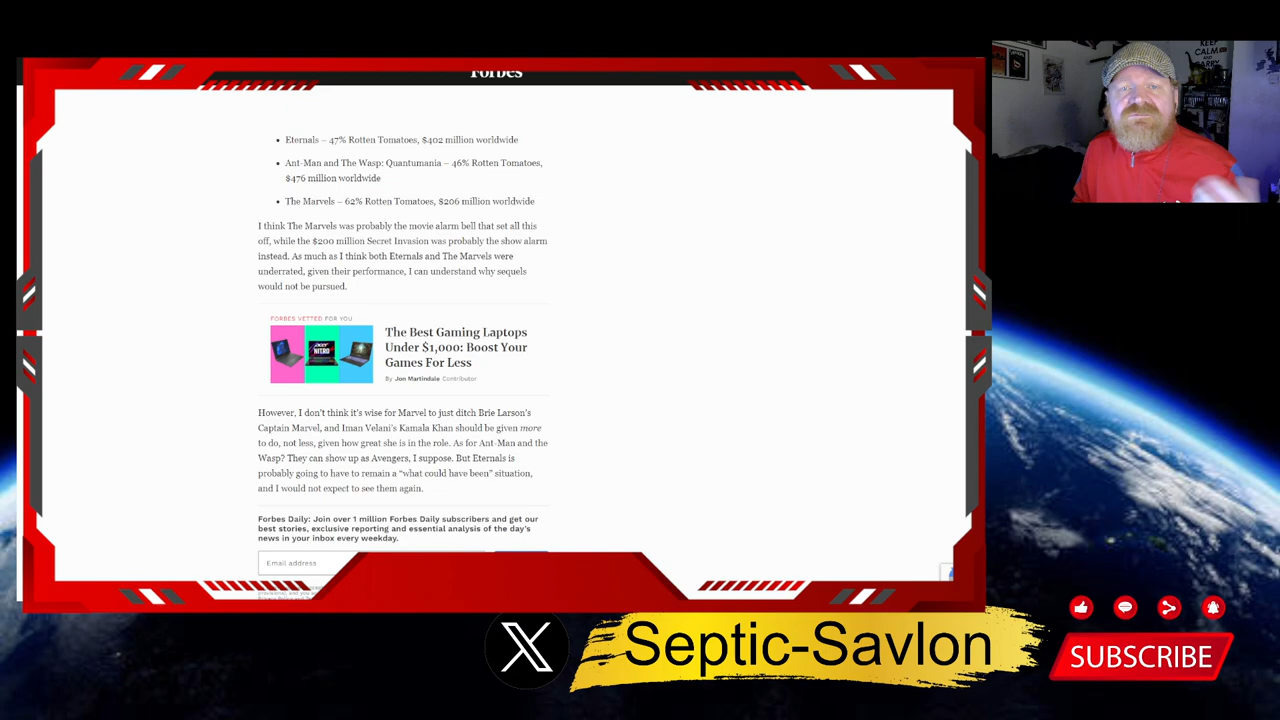 Forbes
KEEP
CALM
AND
Eternals – 47% Rotten Tomatoes, $402 million worldwide
Ant-Man and The Wasp: Quantumania – 46% Rotten Tomatoes,
$476 million worldwide
The Marvels – 62% Rotten Tomatoes, $206 million worldwide
I think The Marvels was probably the movie alarm bell that set all this
off, while the $200 million Secret Invasion was probably the show alarm
instead. As much as I think both Eternals and The Marvels were
underrated, given their performance, I can understand why sequels
would not be pursued.
FORBES VETTED FOR YOU
acer
NITRO
The Best Gaming Laptops
Under $1,000: Boost Your
Games For Less
By Jon Martindale Contributor
However, I don't think it's wise for Marvel to just ditch Brie Larson's
Captain Marvel, and Iman Velani's Kamala Khan should be given more
to do, not less, given how great she is in the role. As for Ant-Man and the
Wasp? They can show up as Avengers, I suppose. But Eternals is
probably going to have to remain a “what could have been” situation,
and I would not expect to see them again.
Forbes Daily: Join over 1 million Forbes Daily subscribers and get our
best stories, exclusive reporting and essential analysis of the day's
news in your inbox every weekday.
Email address
X
Septic-Savlon
SUBSCRIBE